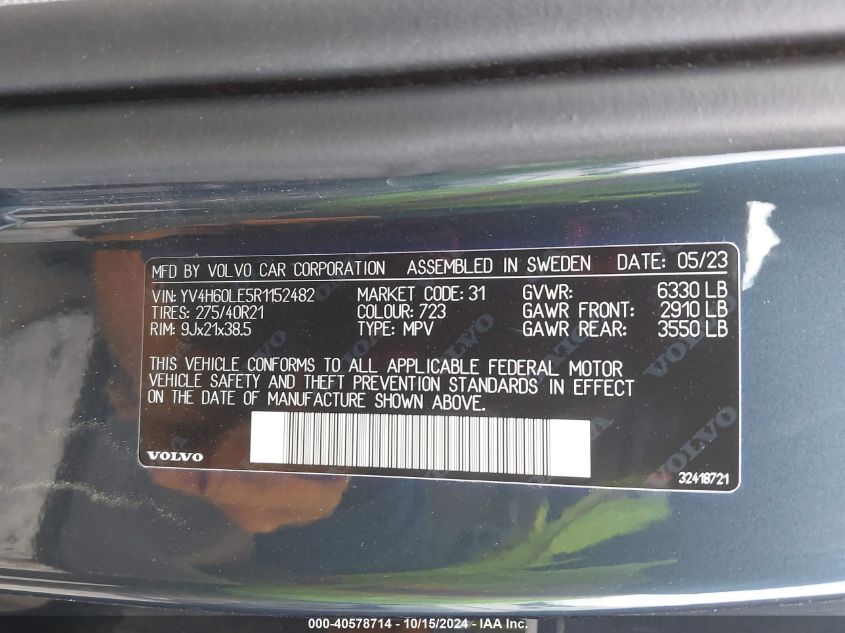 MFD BY VOLVO CAR CORPORATION ASSEMBLED IN SWEDEN DATE: 05/23
VIN: YV4H60LE5R1152482 MARKET CODE: 31 GVWR: 6330 LB
TIRES: 275/40R21 COLOUR: 723 GAWR FRONT: 2910 LB
RIM: 9Jx21x38.5 TYPE: MPV GAWR REAR: 3550 LB
THIS VEHICLE CONFORMS TO ALL APPLICABLE FEDERAL MOTOR
VEHICLE SAFETY AND THEFT PREVENTION STANDARDS IN EFFECT
ON THE DATE OF MANUFACTURE SHOWN ABOVE.
VOLVO
32418721
VOLVO
VOLVO
000-40578714 - 10/15/2024 - IAA